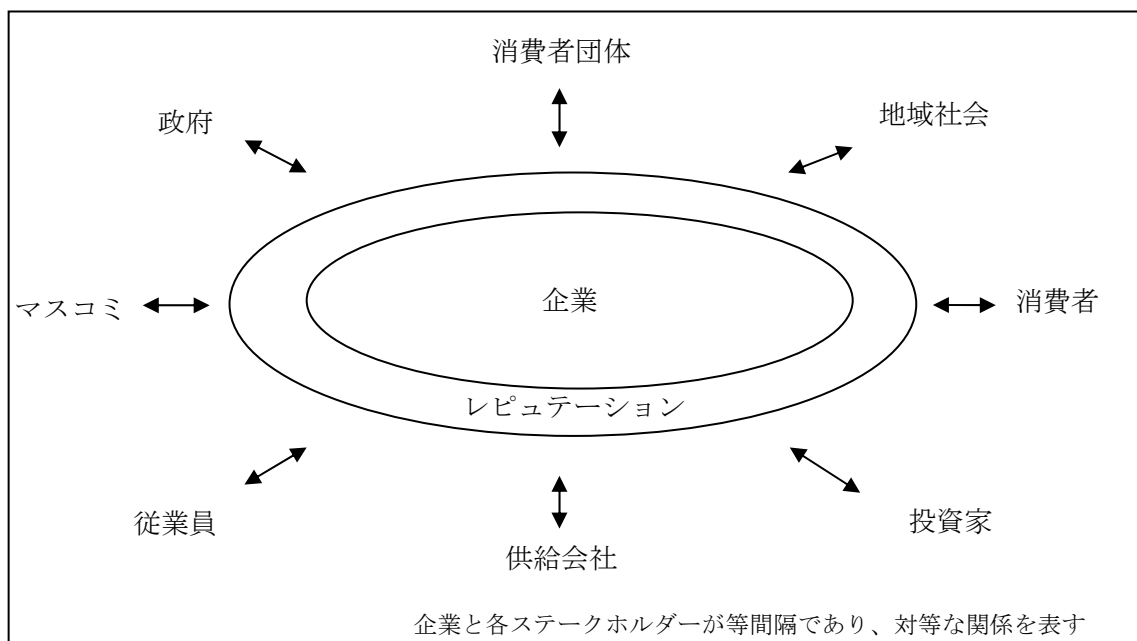 消費者団体
政府
地域社会
マスコミ
企業
消費者
レピュテーション
従業員
投資家
供給会社
企業と各ステークホルダーが等間隔であり、対等な関係を表す